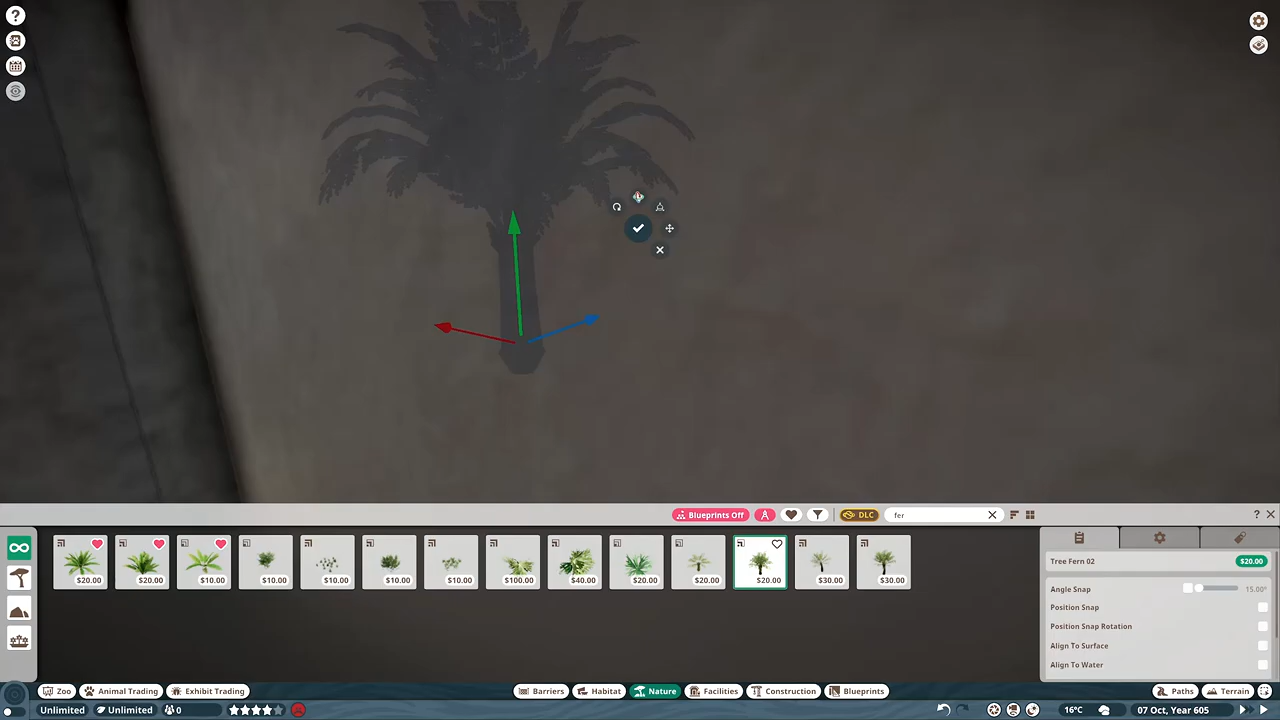 ?
Blueprints Off
DLC
fer
?
$20.00
$20.00
$10.00
$10.00
$10.00
$10.00
$10.00
$100.00
$40.00
$20.00
$20.00
$20.00
$30.00
$30.00
Tree Fern 02
$20.00
Angle Snap
15.00°
Position Snap
Position Snap Rotation
Align To Surface
Align To Water
Zoo
Animal Trading
Exhibit Trading
Barriers
Habitat
Nature
Facilities
Construction
Blueprints
Paths
Terrain
Unlimited
Unlimited
0
16°C
07 Oct, Year 605